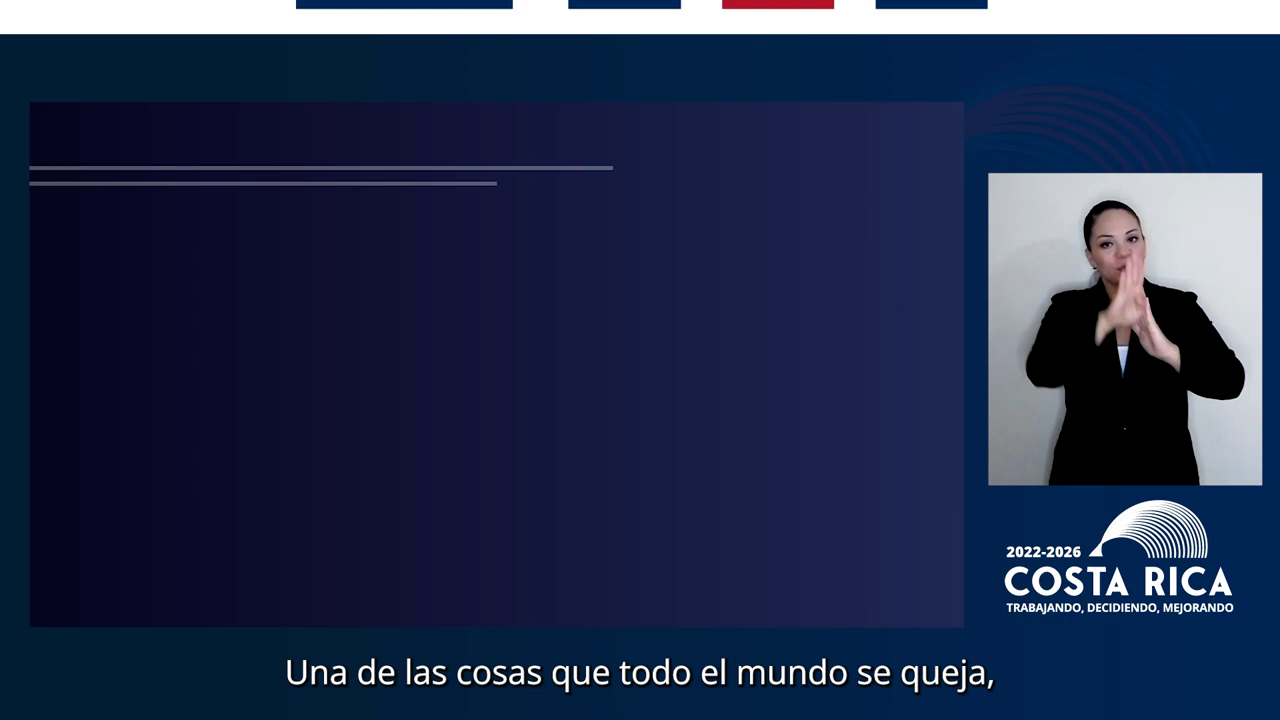 2022-2026
COSTA RICA
TRABAJANDO, DECIDIENDO, MEJORANDO
Una de las cosas que todo el mundo se queja,